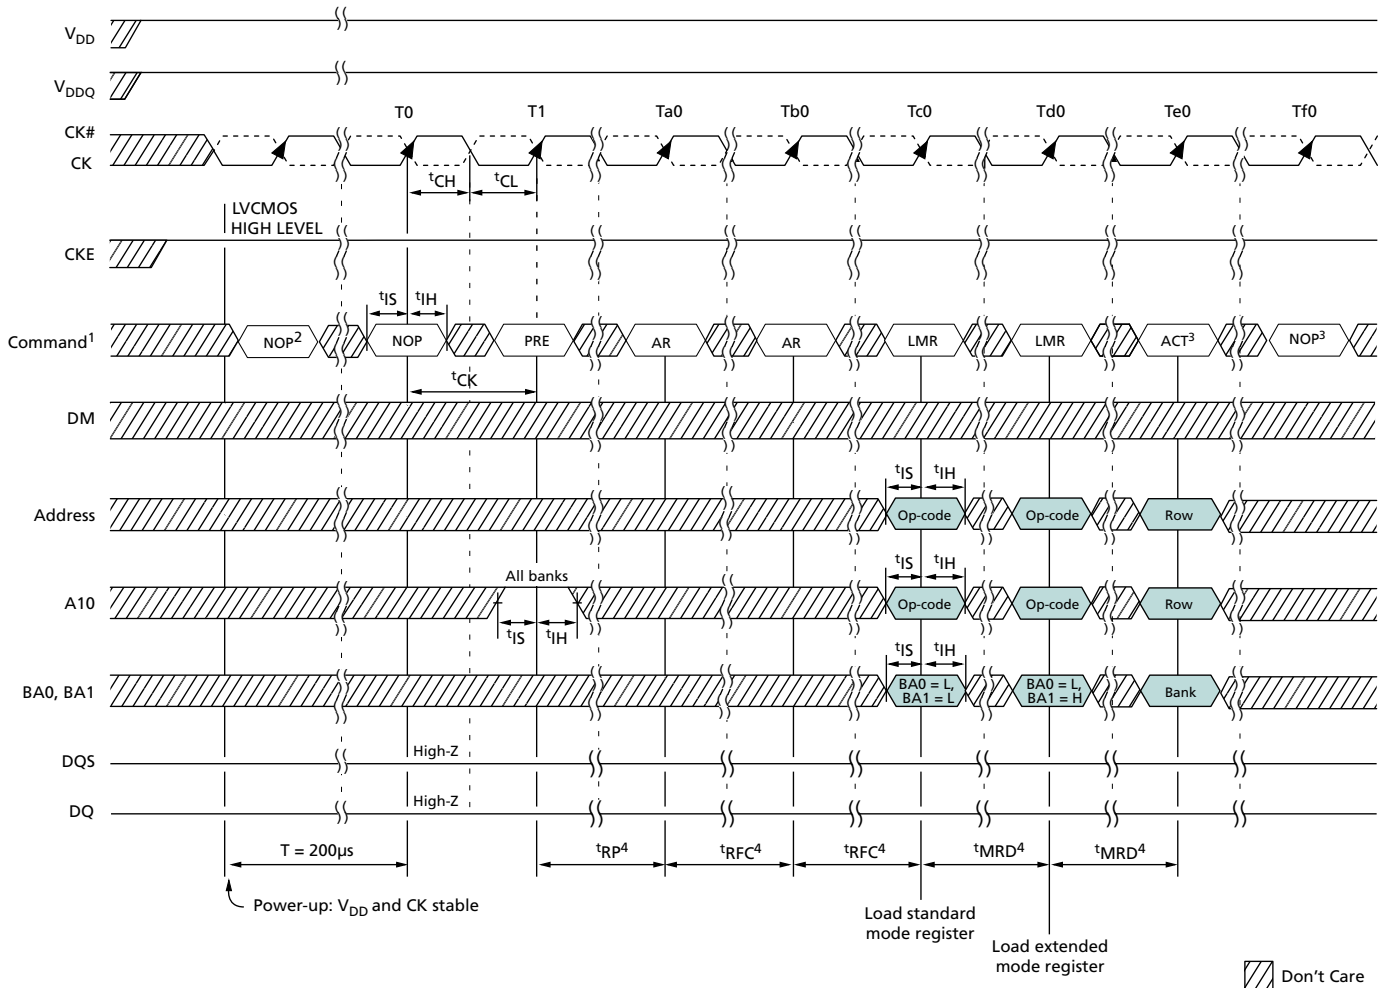 VDD
VDDQ
T0 T1 Ta0 Tb0 Tc0 Td0 Te0 Tf0
CK#
CK
tCH tCL
LVCMOS
HIGH LEVEL
CKE
tIS tIH
Command1 NOP2 NOP PRE AR AR LMR LMR ACT3 NOP3
tCK
DM
tIS tIH
Address Op-code Op-code Row
All banks tIS tIH
A10 Op-code Op-code Row
tIS tIH
tIS tIH
BA0, BA1 BA0 = L, BA1 = L BA0 = L, BA1 = H Bank
DQS High-Z
DQ High-Z
T = 200µs tRP4 tRFC4 tRFC4 tMRD4 tMRD4
Power-up: VDD and CK stable
Load standard
mode register
Load extended
mode register
Don't Care